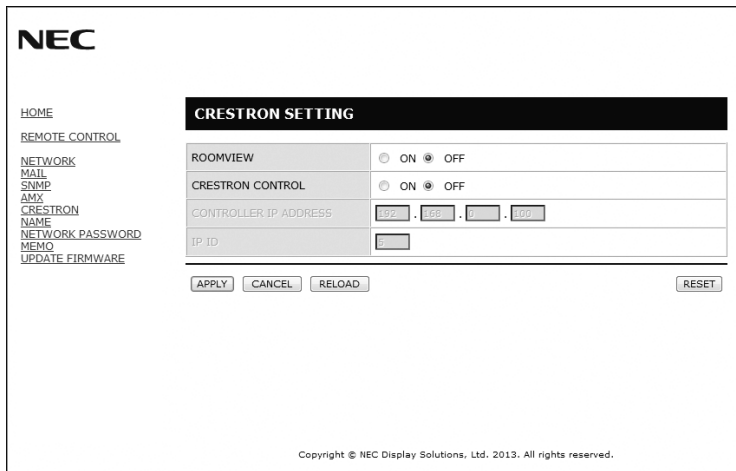 NEC
HOME
REMOTE CONTROL
NETWORK
MAIL
SNMP
AMX
CRESTRON
NAME
NETWORK PASSWORD
MEMO
UPDATE FIRMWARE
CRESTRON SETTING
ROOMVIEW ON OFF
CRESTRON CONTROL ON OFF
CONTROLLER IP ADDRESS 192 . 168 . 0 . 100
IP ID 5
APPLY CANCEL RELOAD RESET
Copyright © NEC Display Solutions, Ltd. 2013. All rights reserved.